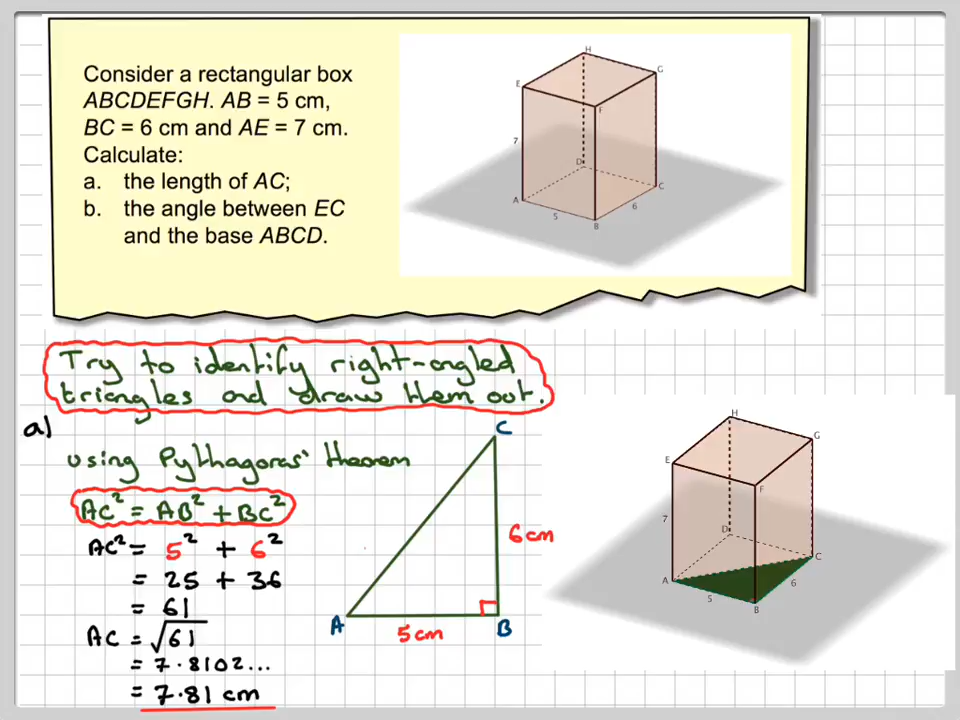 Consider a rectangular box
ABCDEFGH. AB = 5 cm,
BC = 6 cm and AE = 7 cm.
Calculate:
a. the length of AC;
b. the angle between EC
and the base ABCD.
H
G
E
F
7
D
C
A
6
5
B
Try to identify right-angled
triangles and draw them out.
a)
using Pythagoras' theorem
AC² = AB² + BC²
AC² = 5² + 6²
= 25 + 36
= 61
AC = √61
= 7.8102...
= 7.81 cm
C
6cm
A
5cm
B
H
G
E
F
7
D
C
A
6
5
B